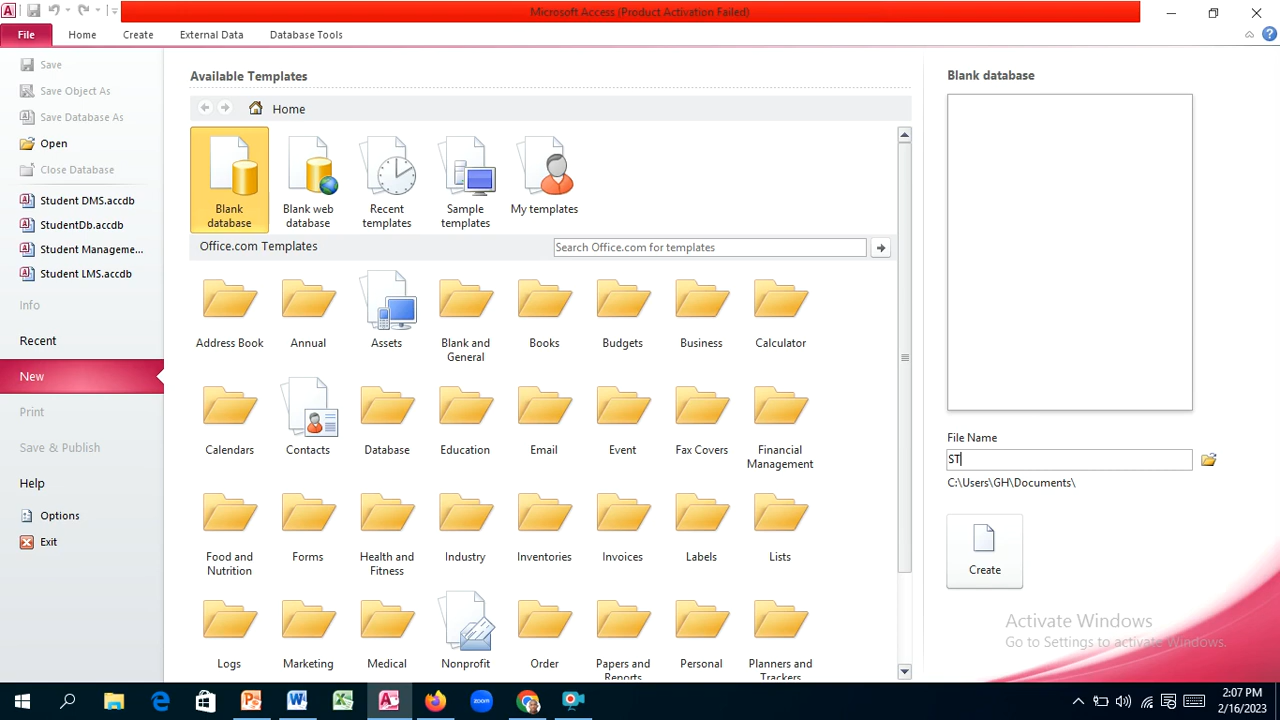 Microsoft Access (Product Activation Failed)
File Home Create External Data Database Tools
Save
Save Object As
Save Database As
Open
Close Database
Student DMS.accdb
StudentDb.accdb
Student Manageme...
Student LMS.accdb
Info
Recent
New
Print
Save & Publish
Help
Options
Exit
Available Templates
Home
Blank database
Blank web database
Recent templates
Sample templates
My templates
Office.com Templates
Search Office.com for templates
Address Book
Annual
Assets
Blank and General
Books
Budgets
Business
Calculator
Calendars
Contacts
Database
Education
Email
Event
Fax Covers
Financial Management
Food and Nutrition
Forms
Health and Fitness
Industry
Inventories
Invoices
Labels
Lists
Logs
Marketing
Medical
Nonprofit
Order
Papers and Reports
Personal
Planners and Trackers
Blank database
File Name
ST
C:\Users\GH\Documents\
Create
Activate Windows
Go to Settings to activate Windows.
zoom
2:07 PM
2/16/2023